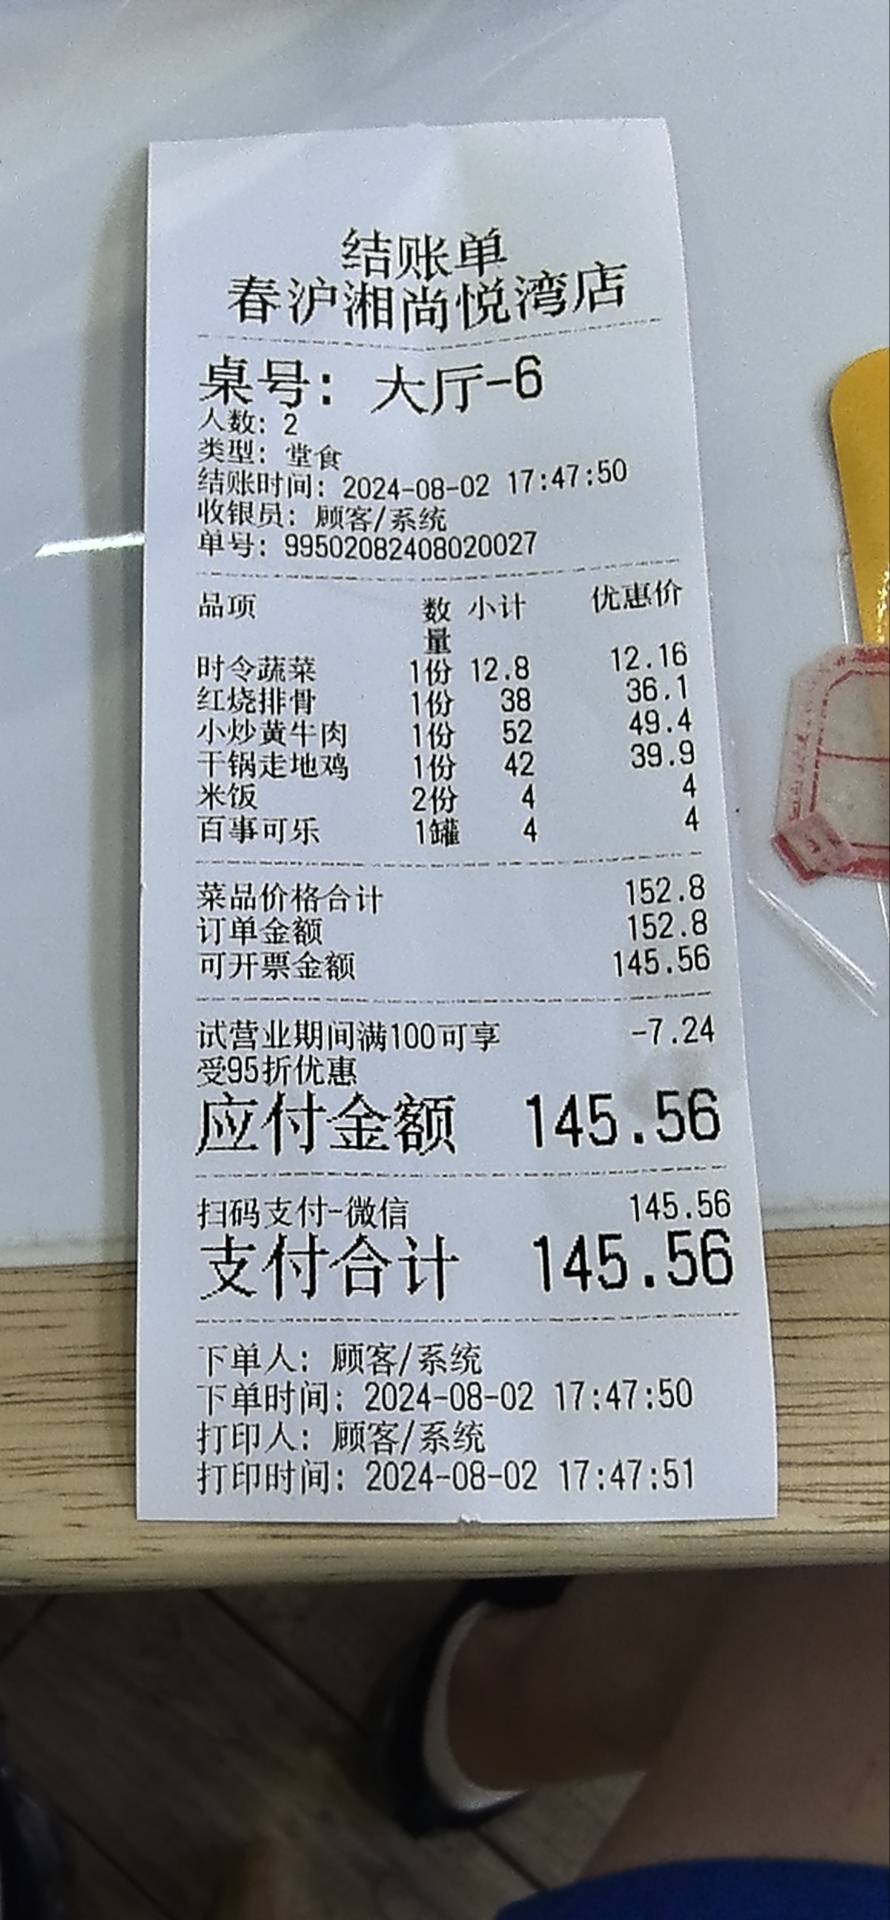 结账单
春沪湘尚悦湾店
桌号: 大厅-6
人数: 2
类型: 堂食
结账时间: 2024-08-02 17:47:50
收银员: 顾客/系统
单号: 99502082408020027
品项 数量 小计 优惠价
时令蔬菜 1份 12.8 12.16
红烧排骨 1份 38 36.1
小炒黄牛肉 1份 52 49.4
干锅走地鸡 1份 42 39.9
米饭 2份 4 4
百事可乐 1罐 4 4
菜品价格合计 152.8
订单金额 152.8
可开票金额 145.56
试营业期间满100可享 -7.24
受95折优惠
应付金额 145.56
扫码支付-微信 145.56
支付合计 145.56
下单人: 顾客/系统
下单时间: 2024-08-02 17:47:50
打印人: 顾客/系统
打印时间: 2024-08-02 17:47:51